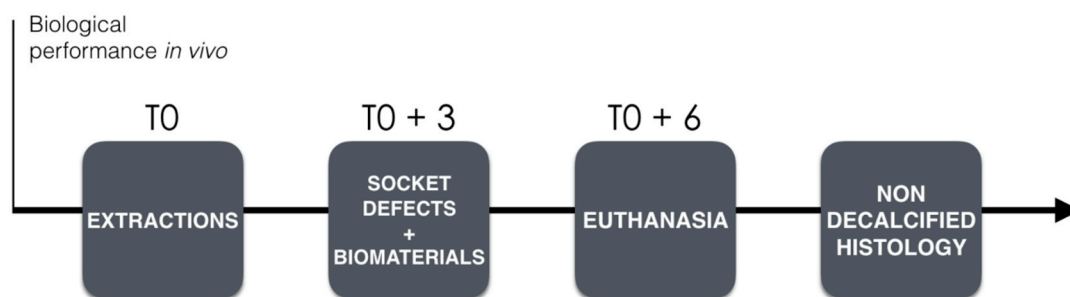 Biological
performance in vivo
T0
T0 + 3
T0 + 6
EXTRACTIONS
SOCKET
DEFECTS
+
BIOMATERIALS
EUTHANASIA
NON
DECALCIFIED
HISTOLOGY